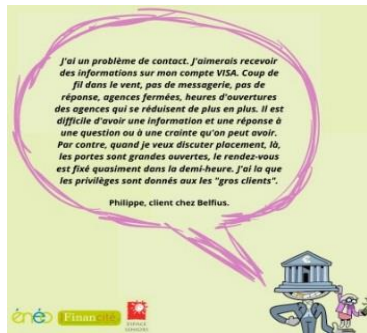 J'ai un problème de contact. J'aimerais recevoir
des informations sur mon compte VISA. Coup de
fil dans le vent, pas de messagerie, pas de
réponse, agences fermées, heures d'ouvertures
des agences qui se réduisent de plus en plus. Il est
difficile d'avoir une information et une réponse à
une question ou à une crainte qu'on peut avoir.
Par contre, quand je veux discuter placement, là,
les portes sont grandes ouvertes, le rendez-vous
est fixé quasiment dans la demi-heure. J'ai la que
les privilèges sont donnés aux les "gros clients".
Philippe, client chez Belfius.
énéo Financité
ESPACE
SENIORS